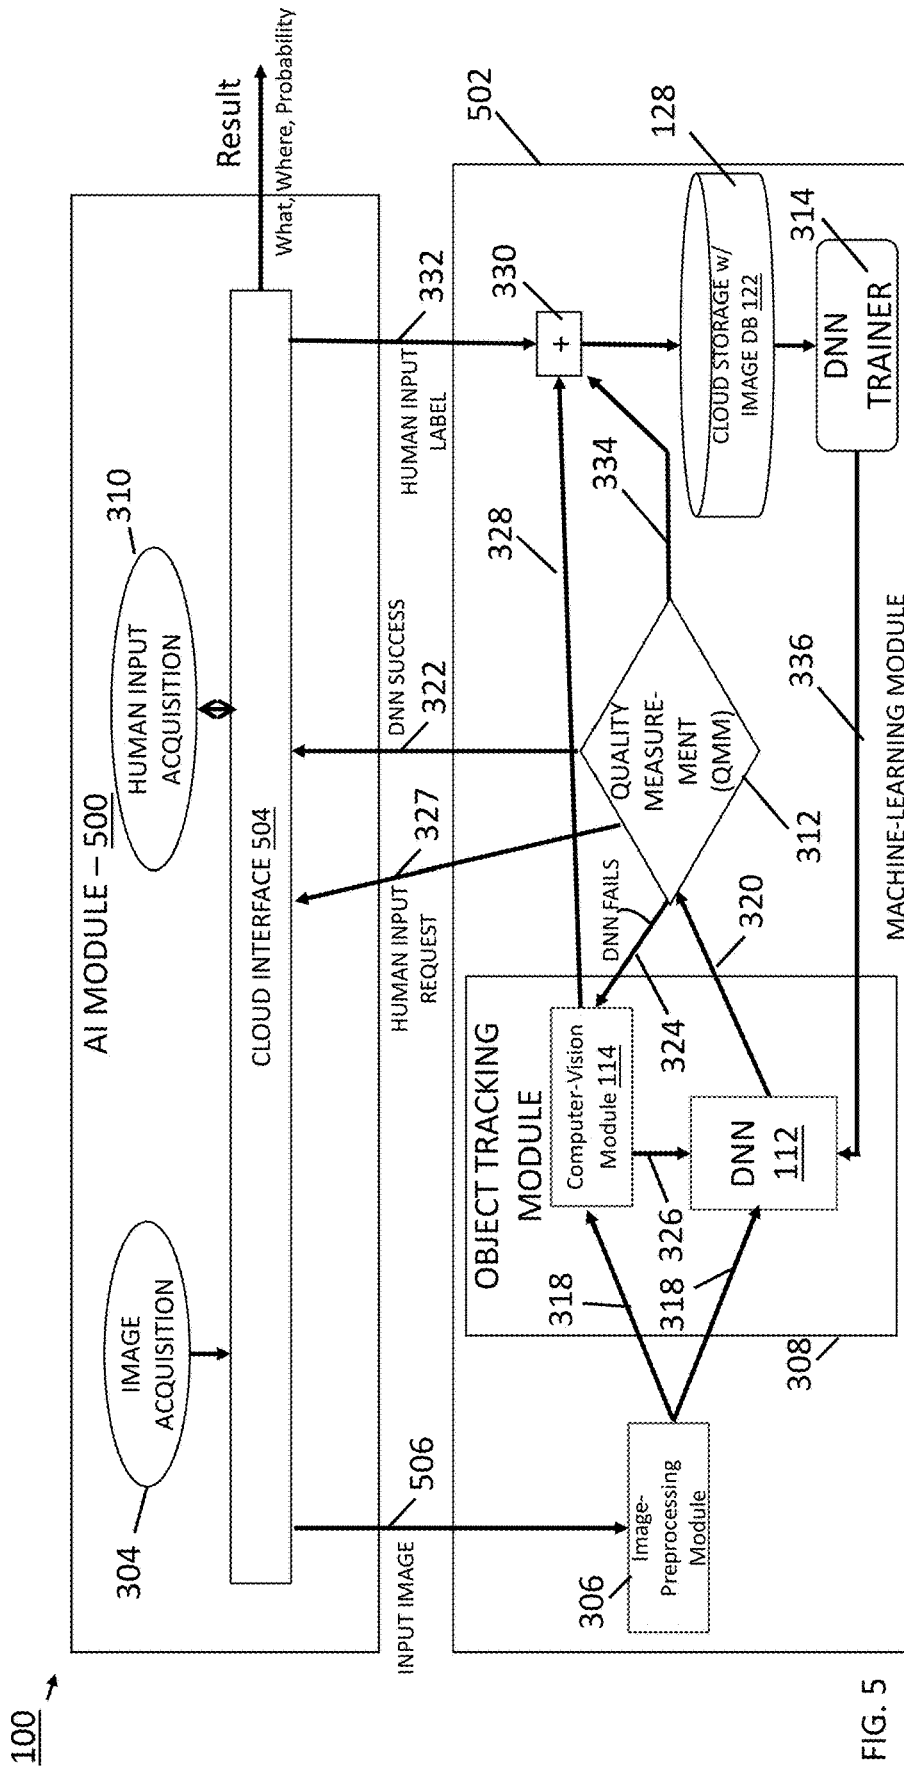 100
AI MODULE – 500
304
IMAGE
ACQUISITION
HUMAN INPUT
ACQUISITION
310
CLOUD INTERFACE 504
Result
What, Where, Probability
INPUT IMAGE
506
HUMAN INPUT
REQUEST
327
DNN SUCCESS
322
HUMAN INPUT
LABEL
332
502
OBJECT TRACKING
MODULE
328
330
+
306
Image-
Preprocessing
Module
318
318
Computer-Vision
Module 114
326
324
DNN FAILS
DNN
112
320
QUALITY
MEASURE-
MENT
(QMM)
312
334
CLOUD STORAGE w/
IMAGE DB 122
128
DNN
TRAINER
314
336
308
MACHINE-LEARNING MODULE
FIG. 5